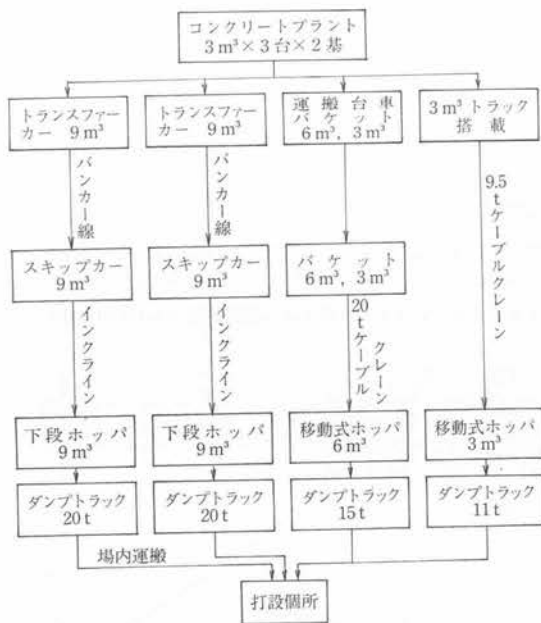 コンクリートプラント
3m³×3台×2基
トランスファー
カー 9m³
トランスファー
カー 9m³
運搬台車
バケット
6m³, 3m³
3m³トラック
搭載
バンカー線
バンカー線
9.5tケーブルクレーン
スキップカー
9m³
スキップカー
9m³
バケット
6m³, 3m³
インクライン
インクライン
20tケーブル
クレーン
下段ホッパ
9m³
下段ホッパ
9m³
移動式ホッパ
6m³
移動式ホッパ
3m³
ダンプトラック
20t
ダンプトラック
20t
ダンプトラック
15t
ダンプトラック
11t
場内運搬
打設個所